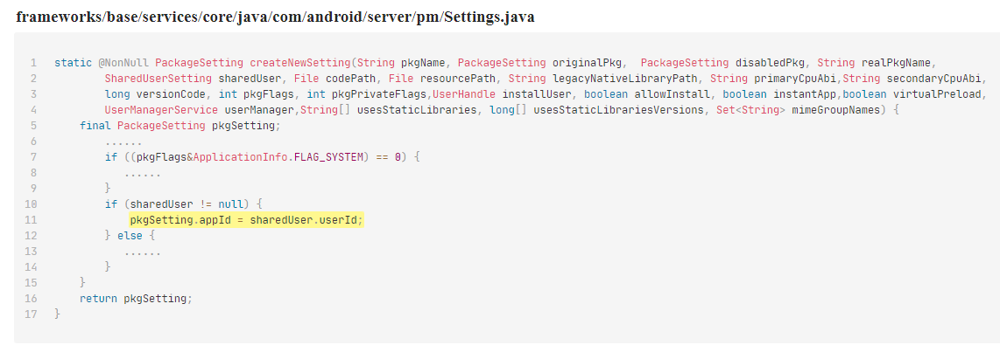 frameworks/base/services/core/java/com/android/server/pm/Settings.java
1 static @NonNull PackageSetting createNewSetting(String pkgName, PackageSetting originalPkg,  PackageSetting disabledPkg, String realPkgName,
2         SharedUserSetting sharedUser, File codePath, File resourcePath, String legacyNativeLibraryPath, String primaryCpuAbi,String secondaryCpuAbi,
3         long versionCode, int pkgFlags, int pkgPrivateFlags,UserHandle installUser, boolean allowInstall, boolean instantApp,boolean virtualPreload,
4         UserManagerService userManager,String[] usesStaticLibraries, long[] usesStaticLibrariesVersions, Set<String> mimeGroupNames) {
5     final PackageSetting pkgSetting;
6         ......
7         if ((pkgFlags&ApplicationInfo.FLAG_SYSTEM) == 0) {
8            ......
9         }
10         if (sharedUser != null) {
11             pkgSetting.appId = sharedUser.userId;
12         } else {
13            ......
14         }
15     }
16     return pkgSetting;
17 }